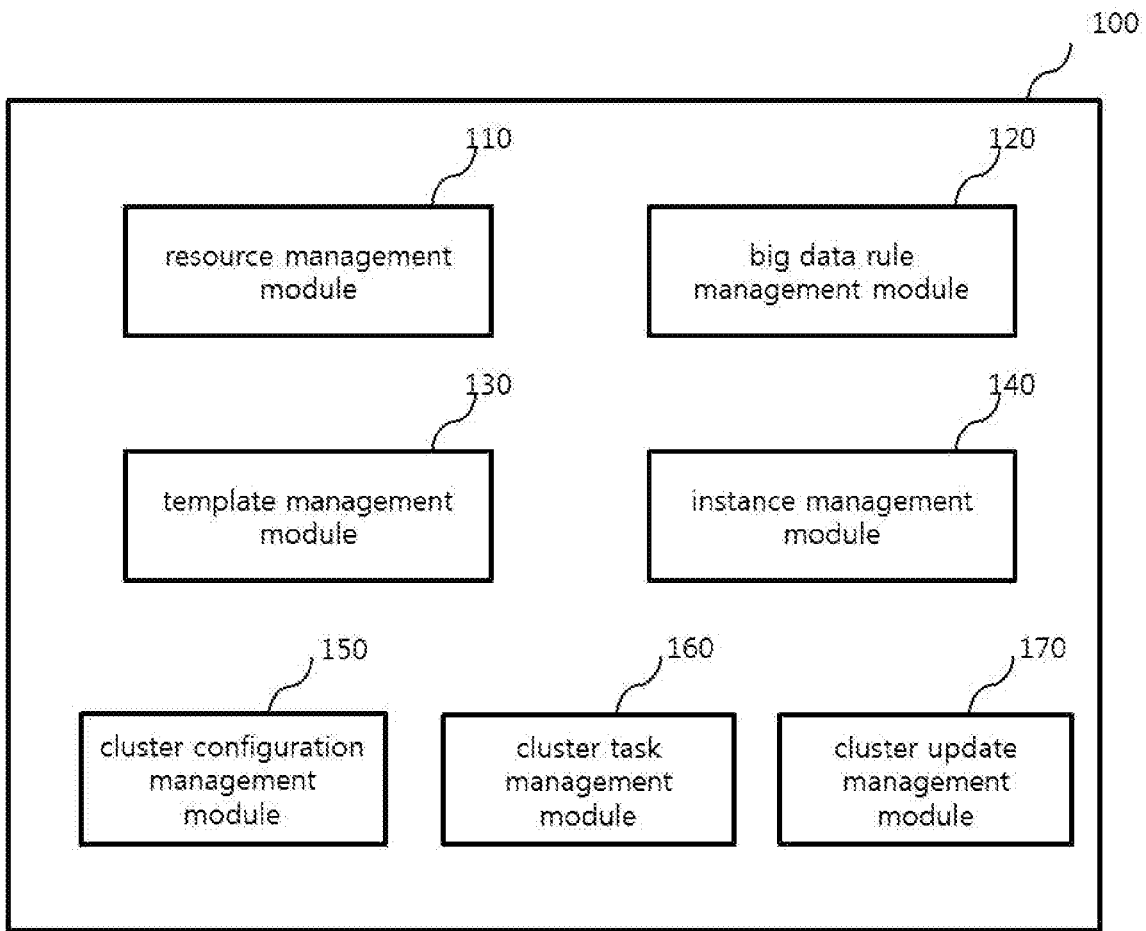 100
110
120
resource management
module
big data rule
management module
130
140
template management
module
instance management
module
150
160
170
cluster configuration
management
module
cluster task
management
module
cluster update
management
module